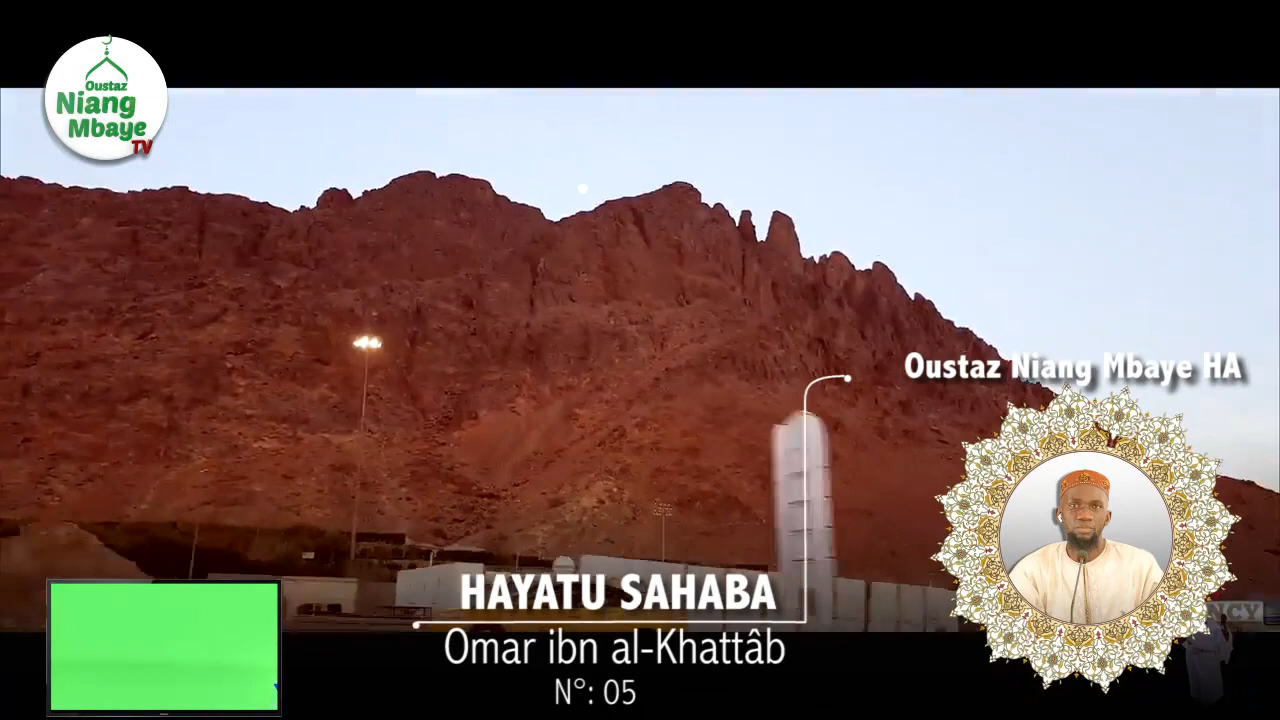 Oustaz
Niang
Mbaye
TV
Oustaz Niang Mbaye HA
HAYATU SAHABA
Omar ibn al-Khattâb
N°: 05